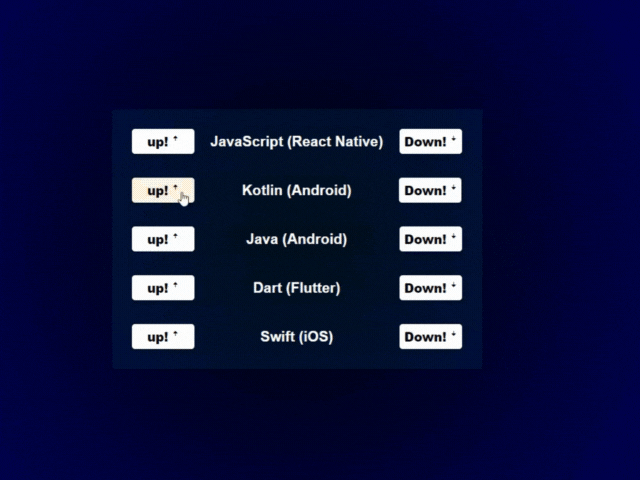 up! ↑ JavaScript (React Native) Down! ↓
up! ↑ Kotlin (Android) Down! ↓
up! ↑ Java (Android) Down! ↓
up! ↑ Dart (Flutter) Down! ↓
up! ↑ Swift (iOS) Down! ↓